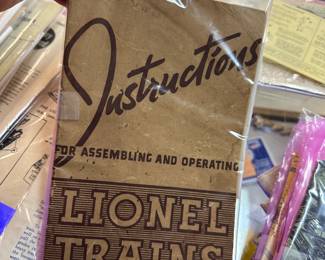 Instructions
FOR ASSEMBLING AND OPERATING
LIONEL
TRAINS